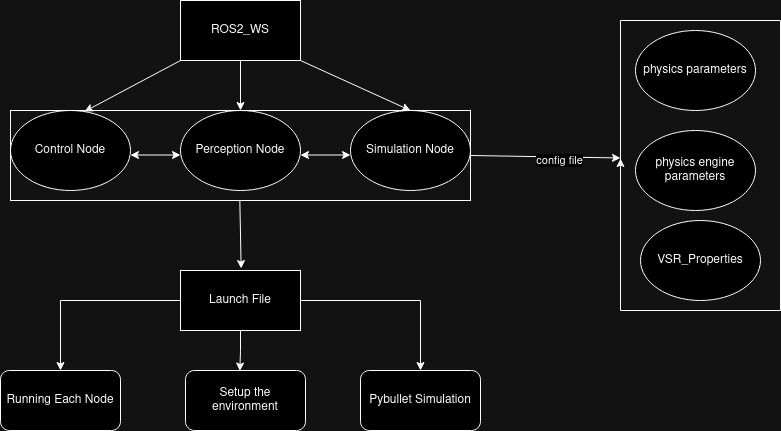 ROS2_WS
physics parameters
Control Node
Perception Node
Simulation Node
config file
physics engine
parameters
VSR_Properties
Launch File
Running Each Node
Setup the
environment
Pybullet Simulation